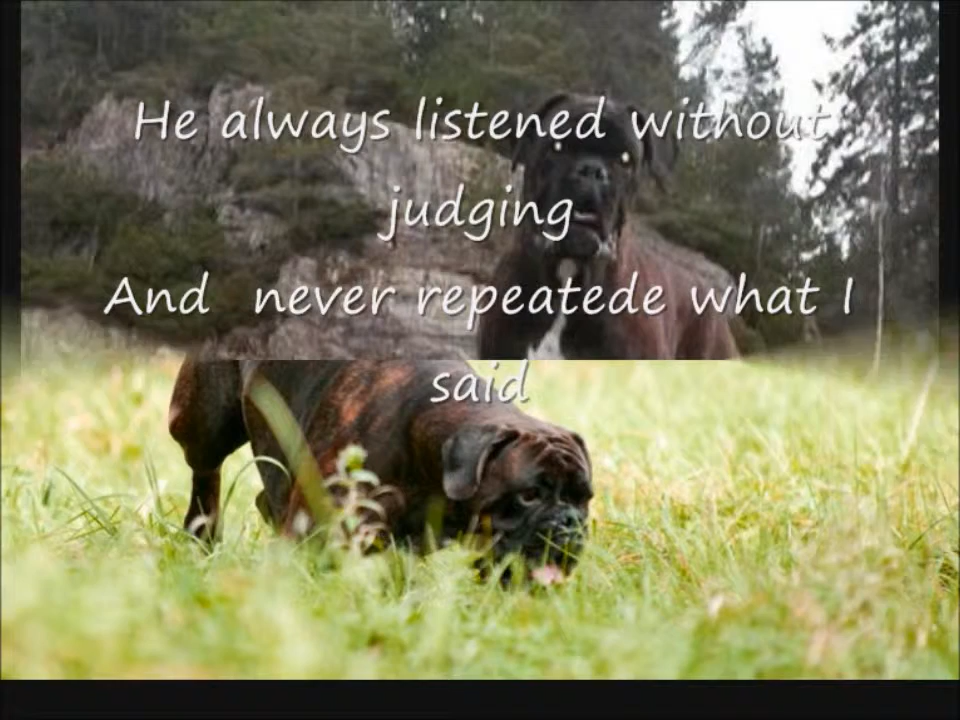 He always listened without
judging
And never repeatede what I
said